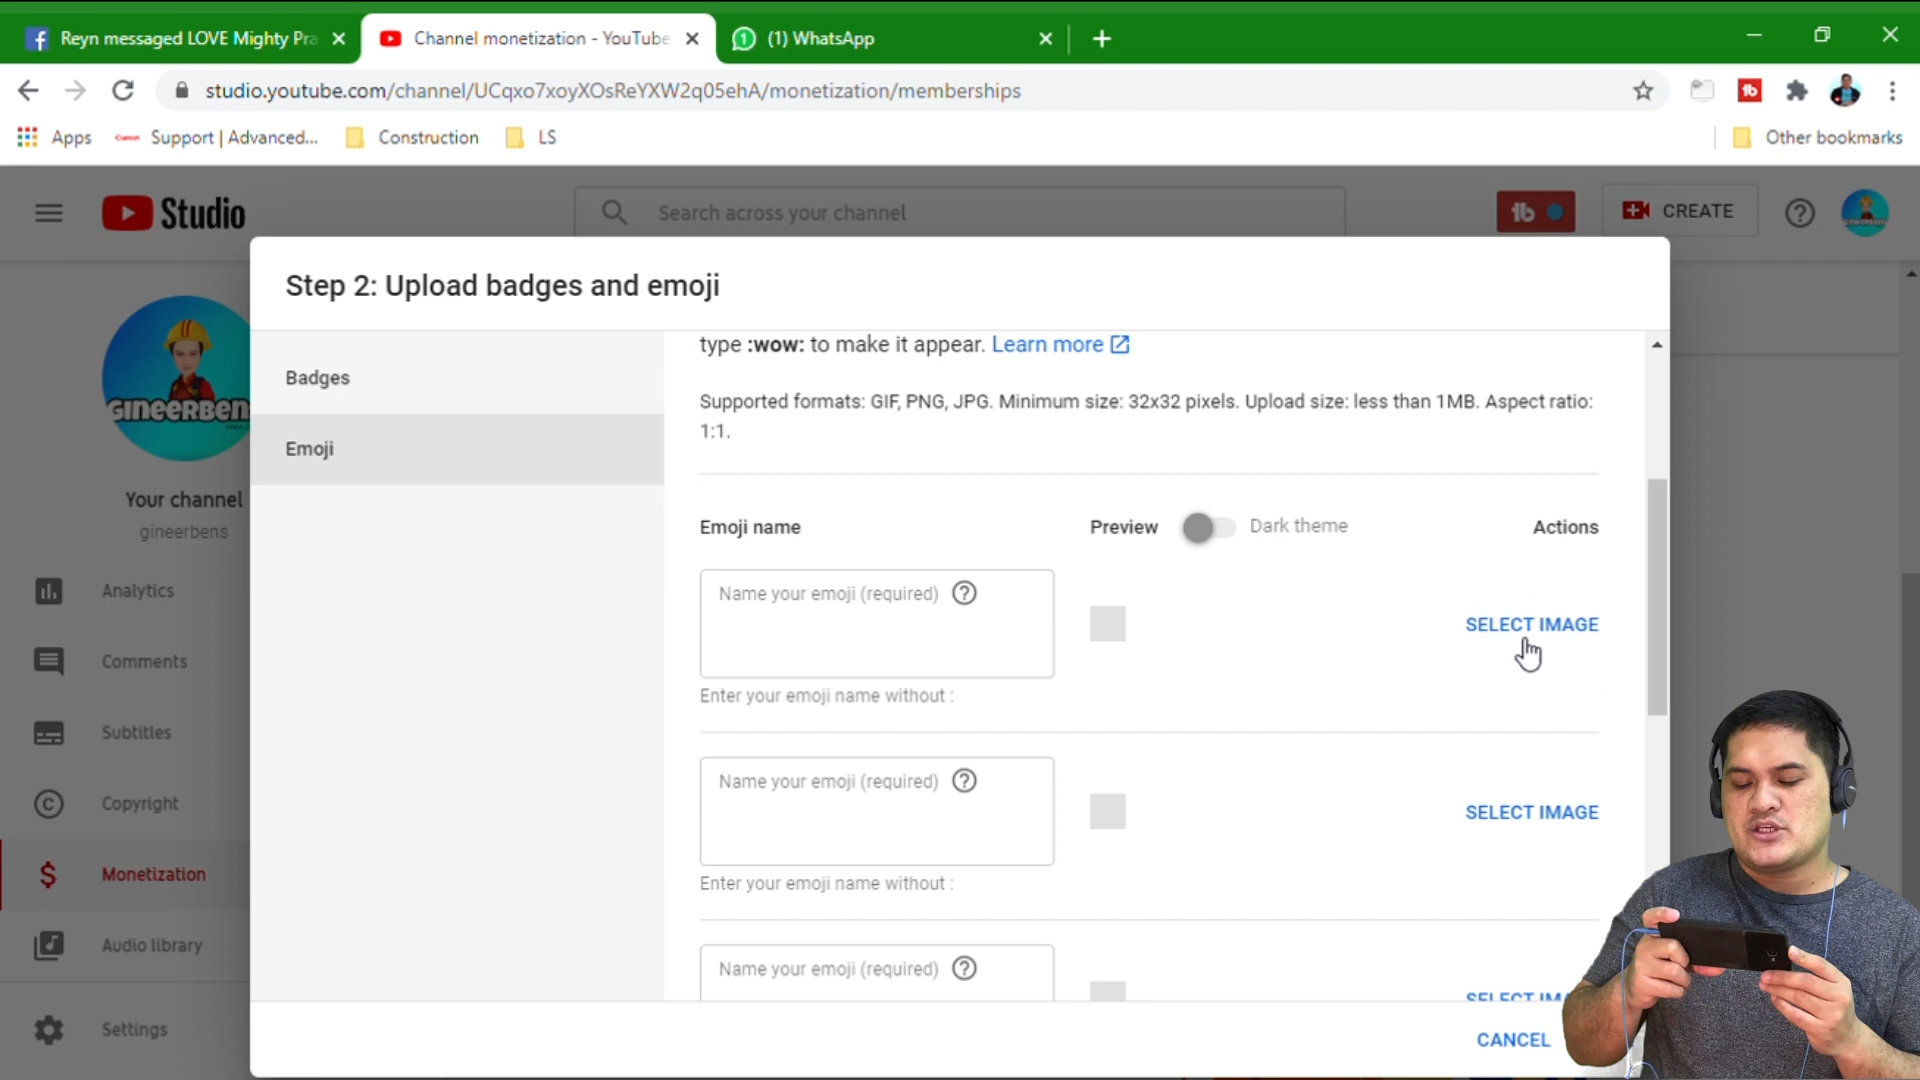 Reyn messaged LOVE Mighty Pra
Channel monetization - YouTube
(1) WhatsApp
studio.youtube.com/channel/UCqxo7xoyXOsReYXW2q05ehA/monetization/memberships
Apps
Canon
Support | Advanced...
Construction
LS
Other bookmarks
Studio
Search across your channel
CREATE
Step 2: Upload badges and emoji
Badges
Emoji
type :wow: to make it appear. Learn more
Supported formats: GIF, PNG, JPG. Minimum size: 32x32 pixels. Upload size: less than 1MB. Aspect ratio:
1:1.
Emoji name
Preview
Dark theme
Actions
Name your emoji (required)
SELECT IMAGE
Enter your emoji name without :
Name your emoji (required)
SELECT IMAGE
Enter your emoji name without :
Name your emoji (required)
SELECT IMA
CANCEL
GINEERBEN
Your channel
gineerbens
Analytics
Comments
Subtitles
Copyright
Monetization
Audio library
Settings